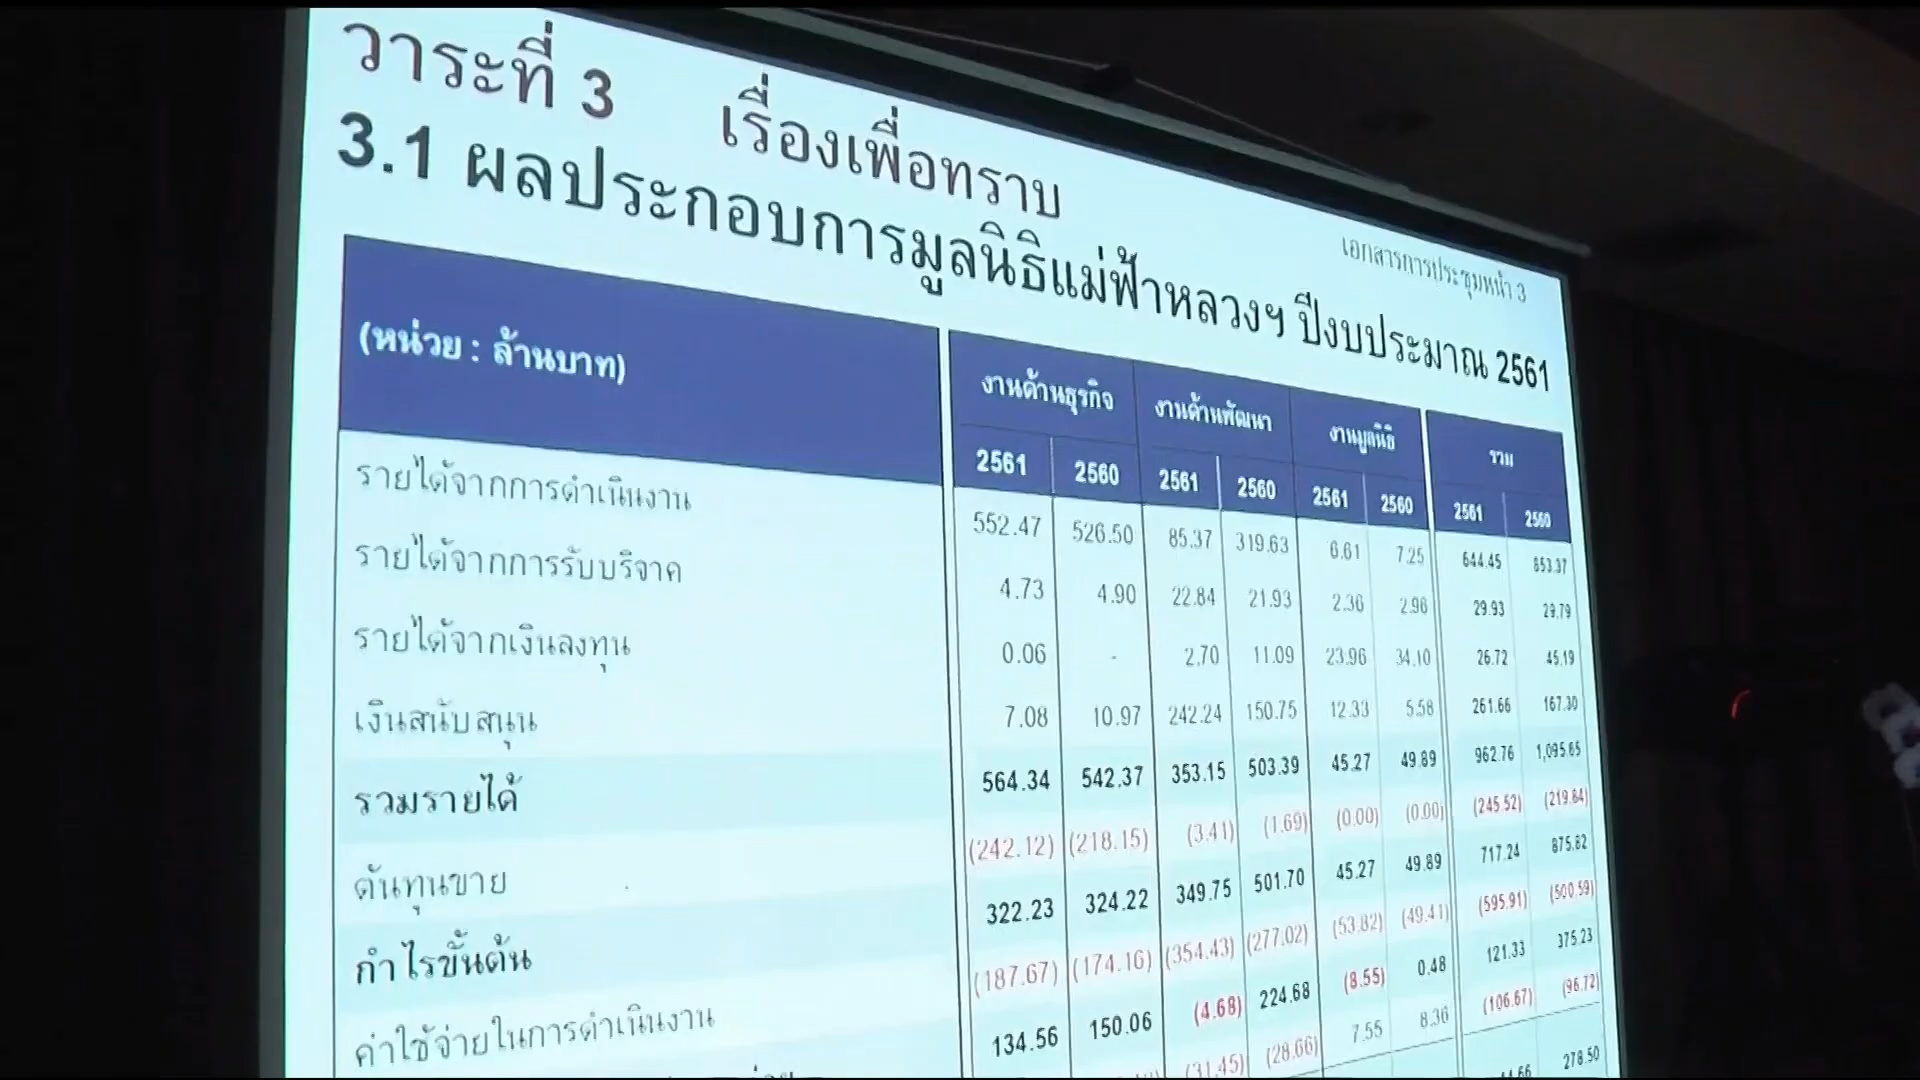 วาระที่ 3 เรื่องเพื่อทราบ
3.1 ผลประกอบการมูลนิธิแม่ฟ้าหลวงฯ ปีงบประมาณ 2561
เอกสารการประชุมหน้า 3
(หน่วย : ล้านบาท) งานด้านธุรกิจ งานด้านพัฒนา งานมูลนิธิ รวม
2561 2560 2561 2560 2561 2560 2561 2560
รายได้จากการดำเนินงาน 552.47 526.50 85.37 319.63 6.61 7.25 644.45 853.37
รายได้จากการรับบริจาค 4.73 4.90 22.84 21.93 2.36 2.96 29.93 29.79
รายได้จากเงินลงทุน 0.06 - 2.70 11.09 23.96 34.10 26.72 45.19
เงินสนับสนุน 7.08 10.97 242.24 150.75 12.33 5.58 261.66 167.30
รวมรายได้ 564.34 542.37 353.15 503.39 45.27 49.89 962.76 1,095.65
ต้นทุนขาย (242.12) (218.15) (3.41) (1.69) (0.00) (0.00) (245.52) (219.84)
กำไรขั้นต้น 322.23 324.22 349.75 501.70 45.27 49.89 717.24 875.82
ค่าใช้จ่ายในการดำเนินงาน (187.67) (174.16) (354.43) (277.02) (53.82) (49.41) (595.91) (500.59)
134.56 150.06 (4.68) 224.68 (8.55) 0.48 121.33 375.23
(31.45) (28.66) 7.55 8.36 (106.67) (96.72)
278.50